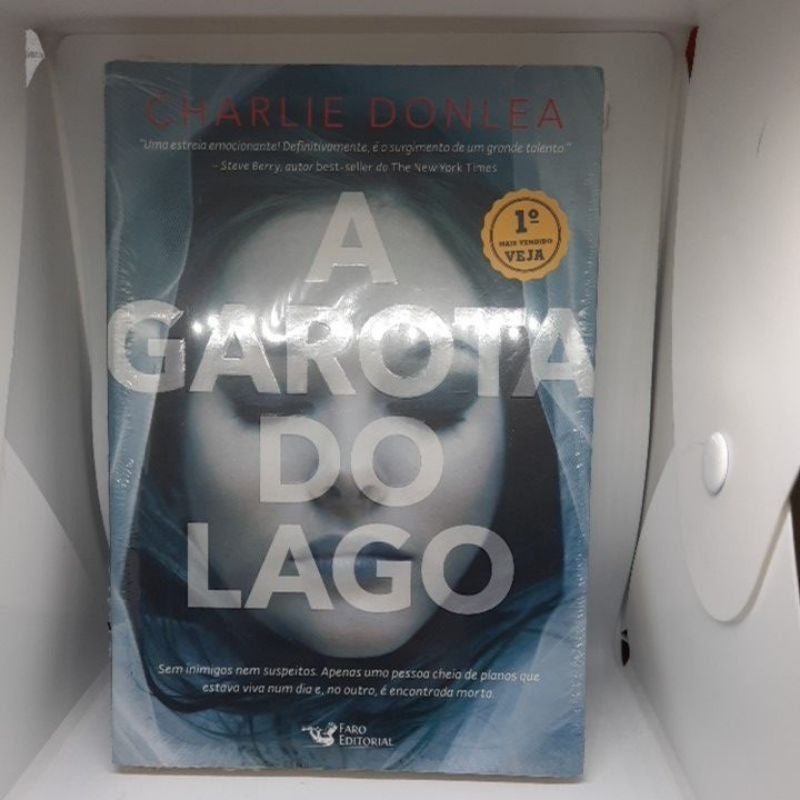 CHARLIE DONLEA
"Uma estreia emocionante! Definitivamente, é o surgimento de um grande talento."
– Steve Berry, autor best-seller do The New York Times
1º
MAIS VENDIDO
VEJA
A
GAROTA
DO
LAGO
Sem inimigos nem suspeitos. Apenas uma pessoa cheia de planos que
estava viva num dia e, no outro, é encontrada morta.
FARO
EDITORIAL